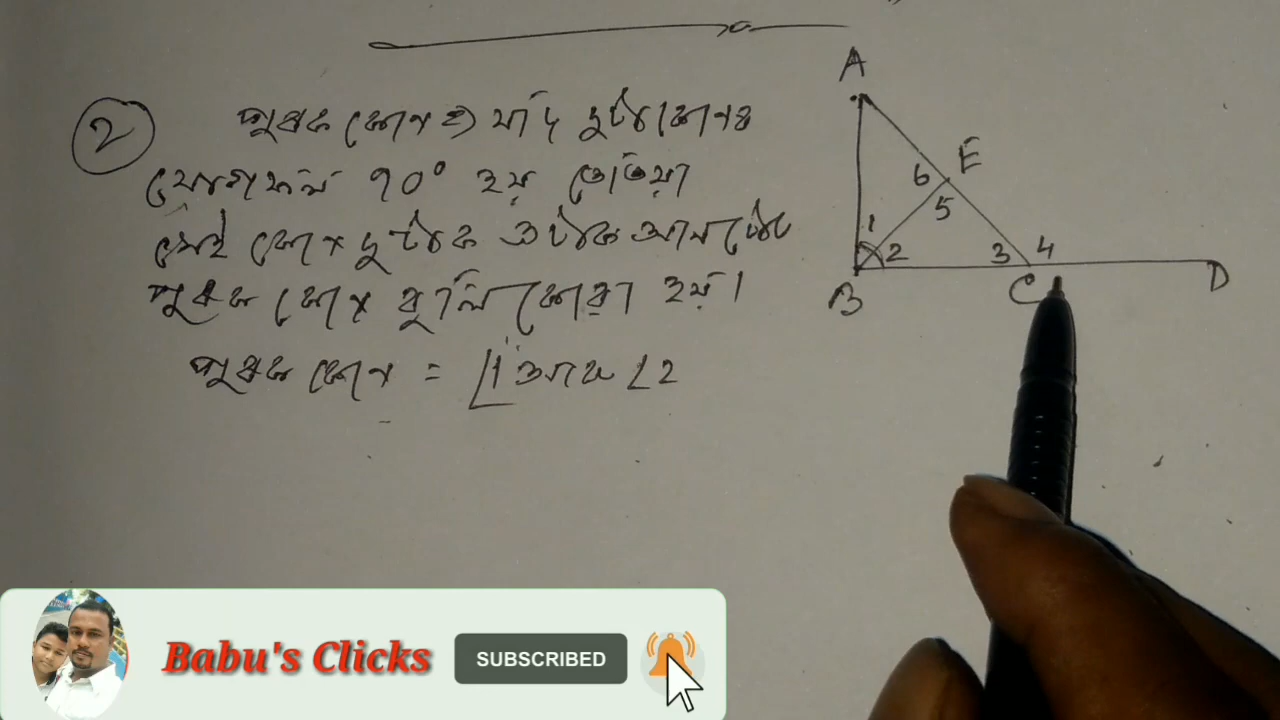 ২
পূৰক কোণঃ) যদি দুটা কোণৰ
যোগফল 90° হয় তেতিয়া
সেই কোণ দুটাক এটাক আনটোৰ
পূৰক কোণ বুলি কোৱা হয়।
পূৰক কোণ = ∠1 আৰু ∠2
A
E
6
5
1
2
3
4
B
C
D
Babu's Clicks
SUBSCRIBED